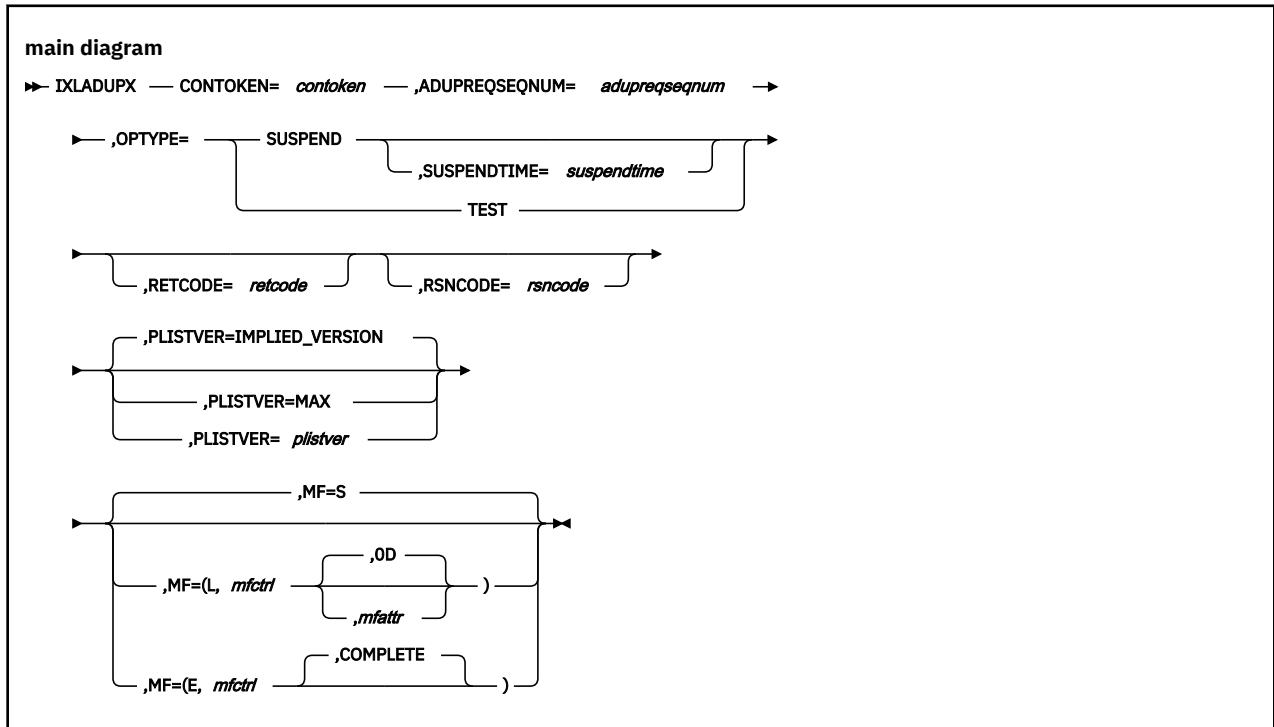 main diagram
IXLADUPX CONTOKEN= contoken ,ADUPREQSEQNUM= adupreqseqnum
,OPTYPE= SUSPEND
,SUSPENDTIME= suspendtime
TEST
,RETCODE= retcode ,RSNCODE= rsncode
,PLISTVER=IMPLIED_VERSION
,PLISTVER=MAX
,PLISTVER= plistver
,MF=S
,0D
,MF=(L, mfctrl )
,mfattr
,COMPLETE
,MF=(E, mfctrl )